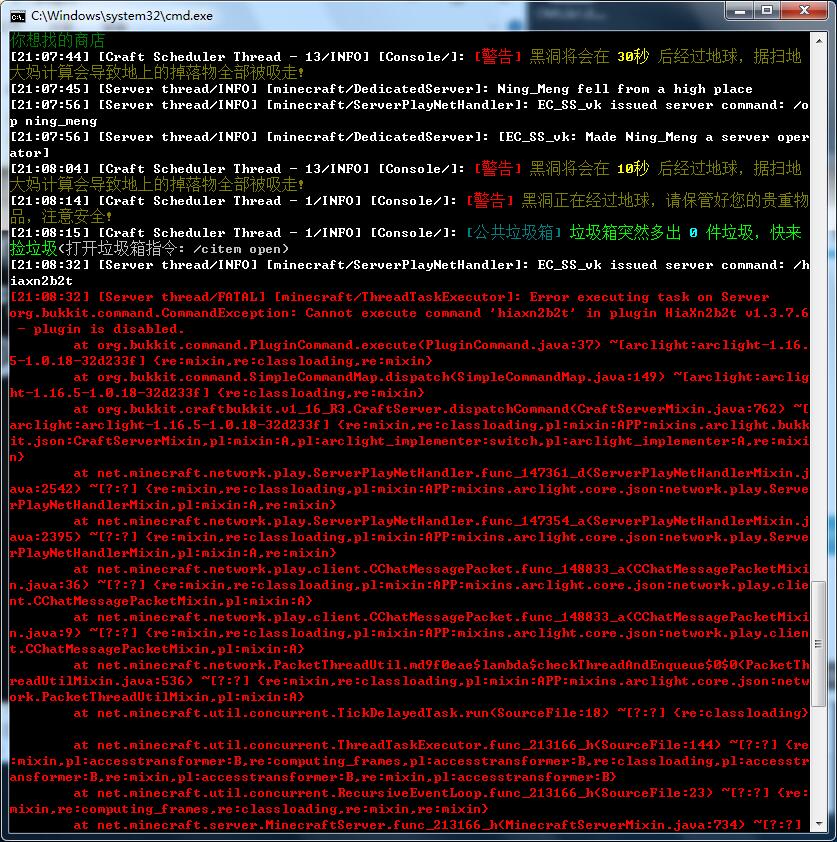 C:\Windows\system32\cmd.exe
你想找的商店
[21:07:44] [Craft Scheduler Thread - 13/INFO] [Console/]: [警告] 黑洞将会在 30秒 后经过地球，据扫地
大妈计算会导致地上的掉落物全部被吸走！
[21:07:45] [Server thread/INFO] [minecraft/DedicatedServer]: Ning_Meng fell from a high place
[21:07:56] [Server thread/INFO] [minecraft/ServerPlayNetHandler]: EC_SS_vk issued server command: /o
p ning_meng
[21:07:56] [Server thread/INFO] [minecraft/DedicatedServer]: [EC_SS_vk: Made Ning_Meng a server oper
ator]
[21:08:04] [Craft Scheduler Thread - 13/INFO] [Console/]: [警告] 黑洞将会在 10秒 后经过地球，据扫地
大妈计算会导致地上的掉落物全部被吸走！
[21:08:14] [Craft Scheduler Thread - 1/INFO] [Console/]: [警告] 黑洞正在经过地球，请保管好您的贵重物
品，注意安全！
[21:08:15] [Craft Scheduler Thread - 1/INFO] [Console/]: [公共垃圾箱] 垃圾箱突然多出 0 件垃圾，快来
捡垃圾(打开垃圾箱指令：/citem open)
[21:08:32] [Server thread/INFO] [minecraft/ServerPlayNetHandler]: EC_SS_vk issued server command: /h
iaxn2b2t
[21:08:32] [Server thread/FATAL] [minecraft/ThreadTaskExecutor]: Error executing task on Server
org.bukkit.command.CommandException: Cannot execute command 'hiaxn2b2t' in plugin HiaXn2b2t v1.3.7.6
 - plugin is disabled.
        at org.bukkit.command.PluginCommand.execute(PluginCommand.java:37) ~[arclight:arclight-1.16.
5-1.0.18-32d233f] {re:mixin,re:classloading,re:mixin}
        at org.bukkit.command.SimpleCommandMap.dispatch(SimpleCommandMap.java:149) ~[arclight:arclig
ht-1.16.5-1.0.18-32d233f] {re:classloading,re:mixin}
        at org.bukkit.craftbukkit.v1_16_R3.CraftServer.dispatchCommand(CraftServerMixin.java:762) ~[
arclight:arclight-1.16.5-1.0.18-32d233f] {re:mixin,re:classloading,pl:mixin:APP:mixins.arclight.bukk
it.json:CraftServerMixin,pl:mixin:A,pl:arclight_implementer:switch,pl:arclight_implementer:A,re:mixi
n}
        at net.minecraft.network.play.ServerPlayNetHandler.func_147361_d(ServerPlayNetHandlerMixin.j
ava:2542) ~[?:?] {re:mixin,re:classloading,pl:mixin:APP:mixins.arclight.core.json:network.play.Serve
rPlayNetHandlerMixin,pl:mixin:A,re:mixin}
        at net.minecraft.network.play.ServerPlayNetHandler.func_147354_a(ServerPlayNetHandlerMixin.j
ava:2395) ~[?:?] {re:mixin,re:classloading,pl:mixin:APP:mixins.arclight.core.json:network.play.Serve
rPlayNetHandlerMixin,pl:mixin:A,re:mixin}
        at net.minecraft.network.play.client.CChatMessagePacket.func_148833_a(CChatMessagePacketMixi
n.java:36) ~[?:?] {re:mixin,re:classloading,pl:mixin:APP:mixins.arclight.core.json:network.play.clie
nt.CChatMessagePacketMixin,pl:mixin:A}
        at net.minecraft.network.play.client.CChatMessagePacket.func_148833_a(CChatMessagePacketMixi
n.java:9) ~[?:?] {re:mixin,re:classloading,pl:mixin:APP:mixins.arclight.core.json:network.play.clien
t.CChatMessagePacketMixin,pl:mixin:A}
        at net.minecraft.network.PacketThreadUtil.md9f0eae$lambda$checkThreadAndEnqueue$0$0(PacketTh
readUtilMixin.java:536) ~[?:?] {re:mixin,re:classloading,pl:mixin:APP:mixins.arclight.core.json:netw
ork.PacketThreadUtilMixin,pl:mixin:A}
        at net.minecraft.util.concurrent.TickDelayedTask.run(SourceFile:18) ~[?:?] {re:classloading}
        at net.minecraft.util.concurrent.ThreadTaskExecutor.func_213166_h(SourceFile:144) ~[?:?] {re
:mixin,pl:accesstransformer:B,re:computing_frames,pl:accesstransformer:B,re:classloading,pl:accesstr
ansformer:B,re:mixin,pl:accesstransformer:B,re:mixin,pl:accesstransformer:B}
        at net.minecraft.util.concurrent.RecursiveEventLoop.func_213166_h(SourceFile:23) ~[?:?] {re:
mixin,re:computing_frames,re:classloading,re:mixin,re:mixin}
        at net.minecraft.server.MinecraftServer.func_213166_h(MinecraftServerMixin.java:734) ~[?:?]